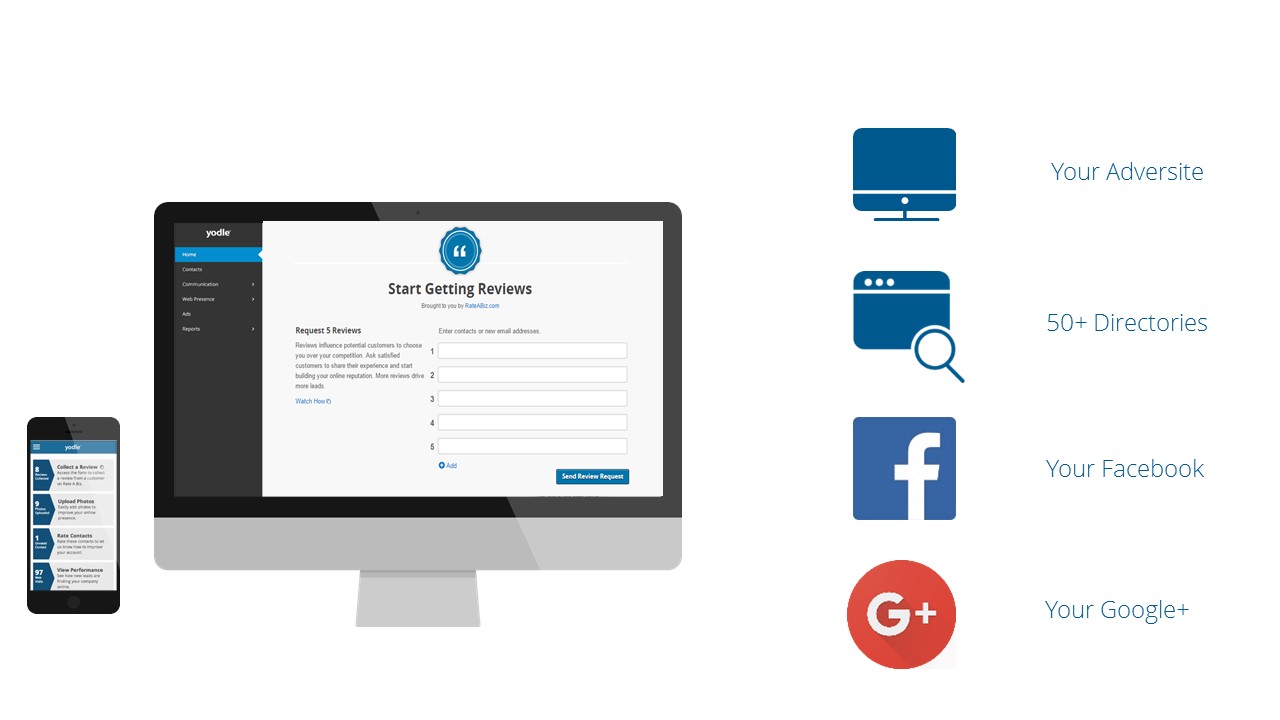 yodle
8
Reviews
Collected
Collect a Review
Access the form to collect
a review from a customer
on Rate A Biz.
9
Photos
Uploaded
Upload Photos
Easily add photos to
improve your online
presence.
1
Unrated
Contact
Rate Contacts
Rate these contacts to let
us know how to improve
your account.
97
Web
Visits
View Performance
See how new leads are
finding your company
online.
yodle
Home
Contacts
Communication
Web Presence
Ads
Reports
“
Start Getting Reviews
Brought to you by RateABiz.com
Request 5 Reviews
Reviews influence potential customers to choose
you over your competition. Ask satisfied
customers to share their experience and start
building your online reputation. More reviews drive
more leads.
Watch How
Enter contacts or new email addresses.
1
2
3
4
5
Add
Send Review Request
Your Adversite
50+ Directories
f
Your Facebook
G+
Your Google+